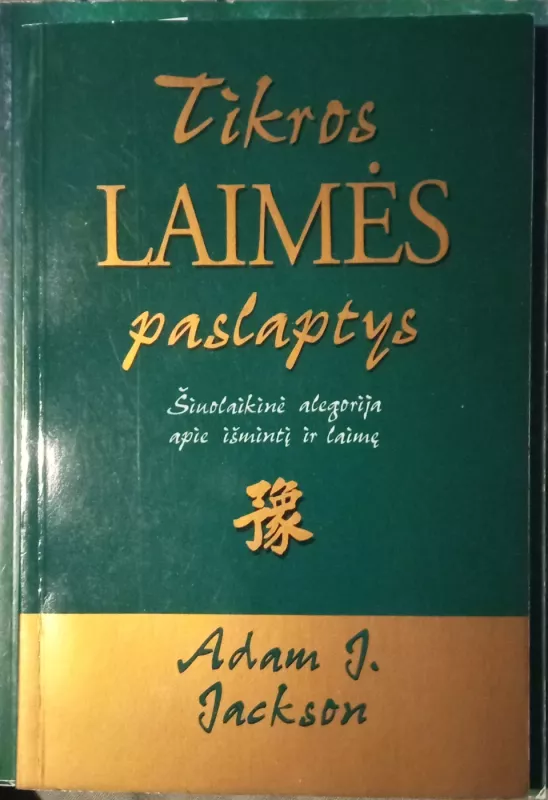 Tikros
LAIMĖS
paslaptys
Šiuolaikinė alegorija
apie išmintį ir laimę
豫
Adam J.
Jackson